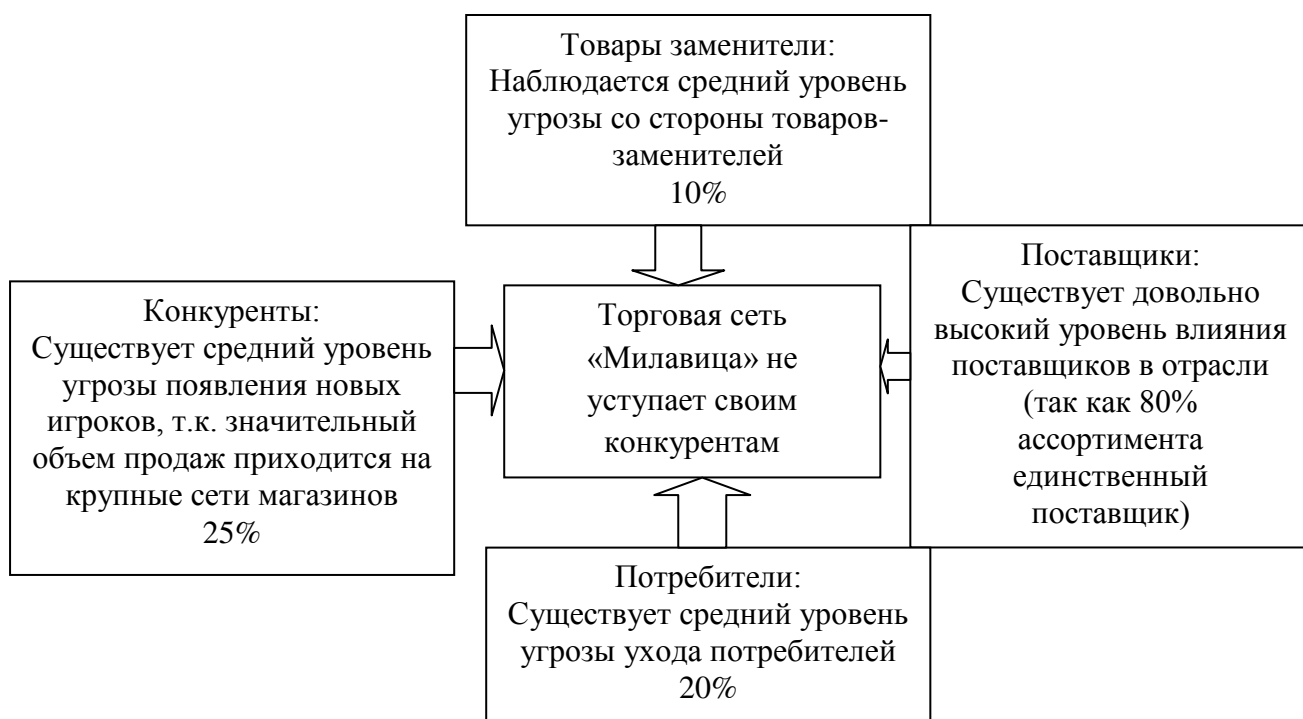 Товары заменители:
Наблюдается средний уровень
угрозы со стороны товаров-
заменителей
10%
Конкуренты:
Существует средний уровень
угрозы появления новых
игроков, т.к. значительный
объем продаж приходится на
крупные сети магазинов
25%
Торговая сеть
«Милавица» не
уступает своим
конкурентам
Поставщики:
Существует довольно
высокий уровень влияния
поставщиков в отрасли
(так как 80%
ассортимента
единственный
поставщик)
Потребители:
Существует средний уровень
угрозы ухода потребителей
20%